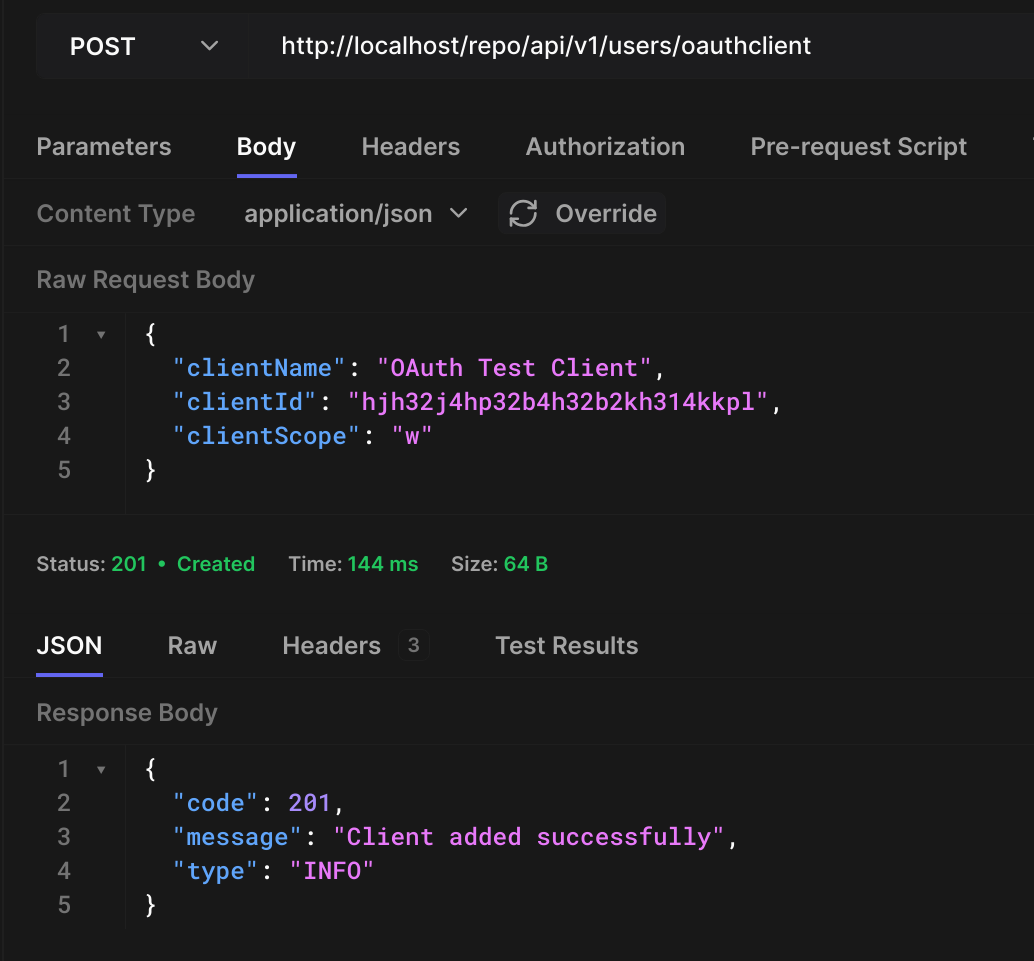 POST http://localhost/repo/api/v1/users/oauthclient
Parameters Body Headers Authorization Pre-request Script
Content Type application/json Override
Raw Request Body
1 {
2 "clientName": "OAuth Test Client",
3 "clientId": "hjh32j4hp32b4h32b2kh314kkpl",
4 "clientScope": "w"
5 }
Status: 201 • Created Time: 144 ms Size: 64 B
JSON Raw Headers 3 Test Results
Response Body
1 {
2 "code": 201,
3 "message": "Client added successfully",
4 "type": "INFO"
5 }